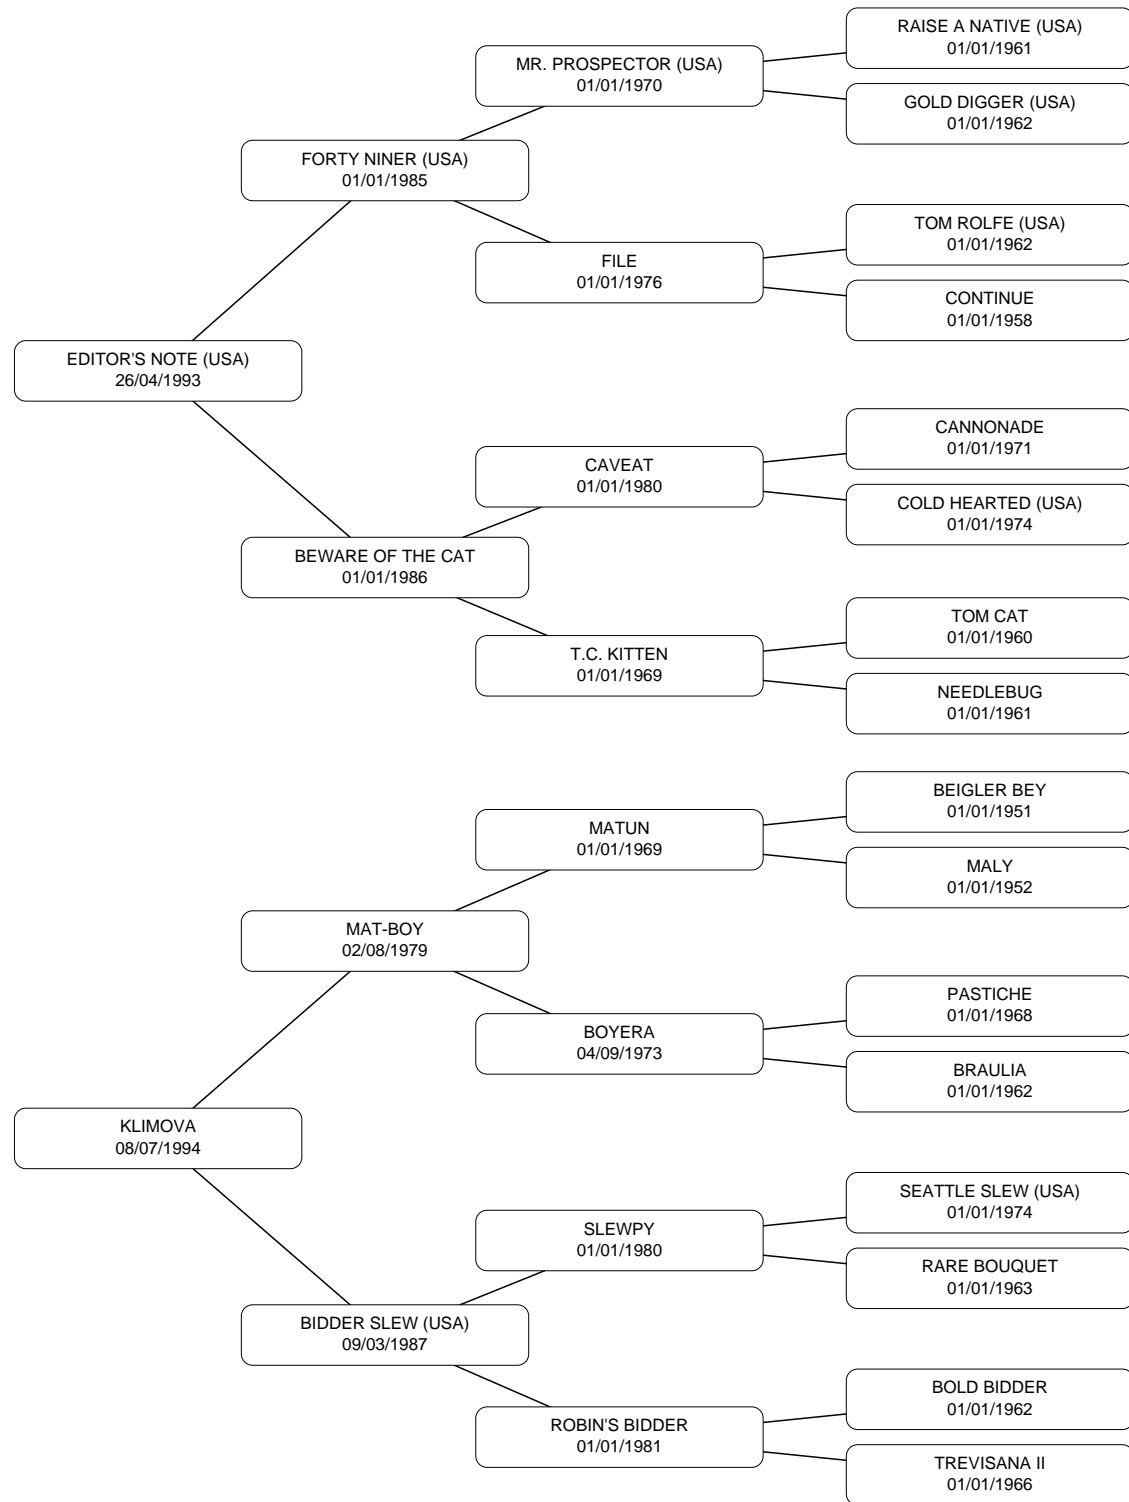 RAISE A NATIVE (USA)
01/01/1961
MR. PROSPECTOR (USA)
01/01/1970
GOLD DIGGER (USA)
01/01/1962
FORTY NINER (USA)
01/01/1985
TOM ROLFE (USA)
01/01/1962
FILE
01/01/1976
CONTINUE
01/01/1958
EDITOR'S NOTE (USA)
26/04/1993
CANNONADE
01/01/1971
CAVEAT
01/01/1980
COLD HEARTED (USA)
01/01/1974
BEWARE OF THE CAT
01/01/1986
TOM CAT
01/01/1960
T.C. KITTEN
01/01/1969
NEEDLEBUG
01/01/1961
BEIGLER BEY
01/01/1951
MATUN
01/01/1969
MALY
01/01/1952
MAT-BOY
02/08/1979
PASTICHE
01/01/1968
BOYERA
04/09/1973
BRAULIA
01/01/1962
KLIMOVA
08/07/1994
SEATTLE SLEW (USA)
01/01/1974
SLEWPY
01/01/1980
RARE BOUQUET
01/01/1963
BIDDER SLEW (USA)
09/03/1987
BOLD BIDDER
01/01/1962
ROBIN'S BIDDER
01/01/1981
TREVISANA II
01/01/1966